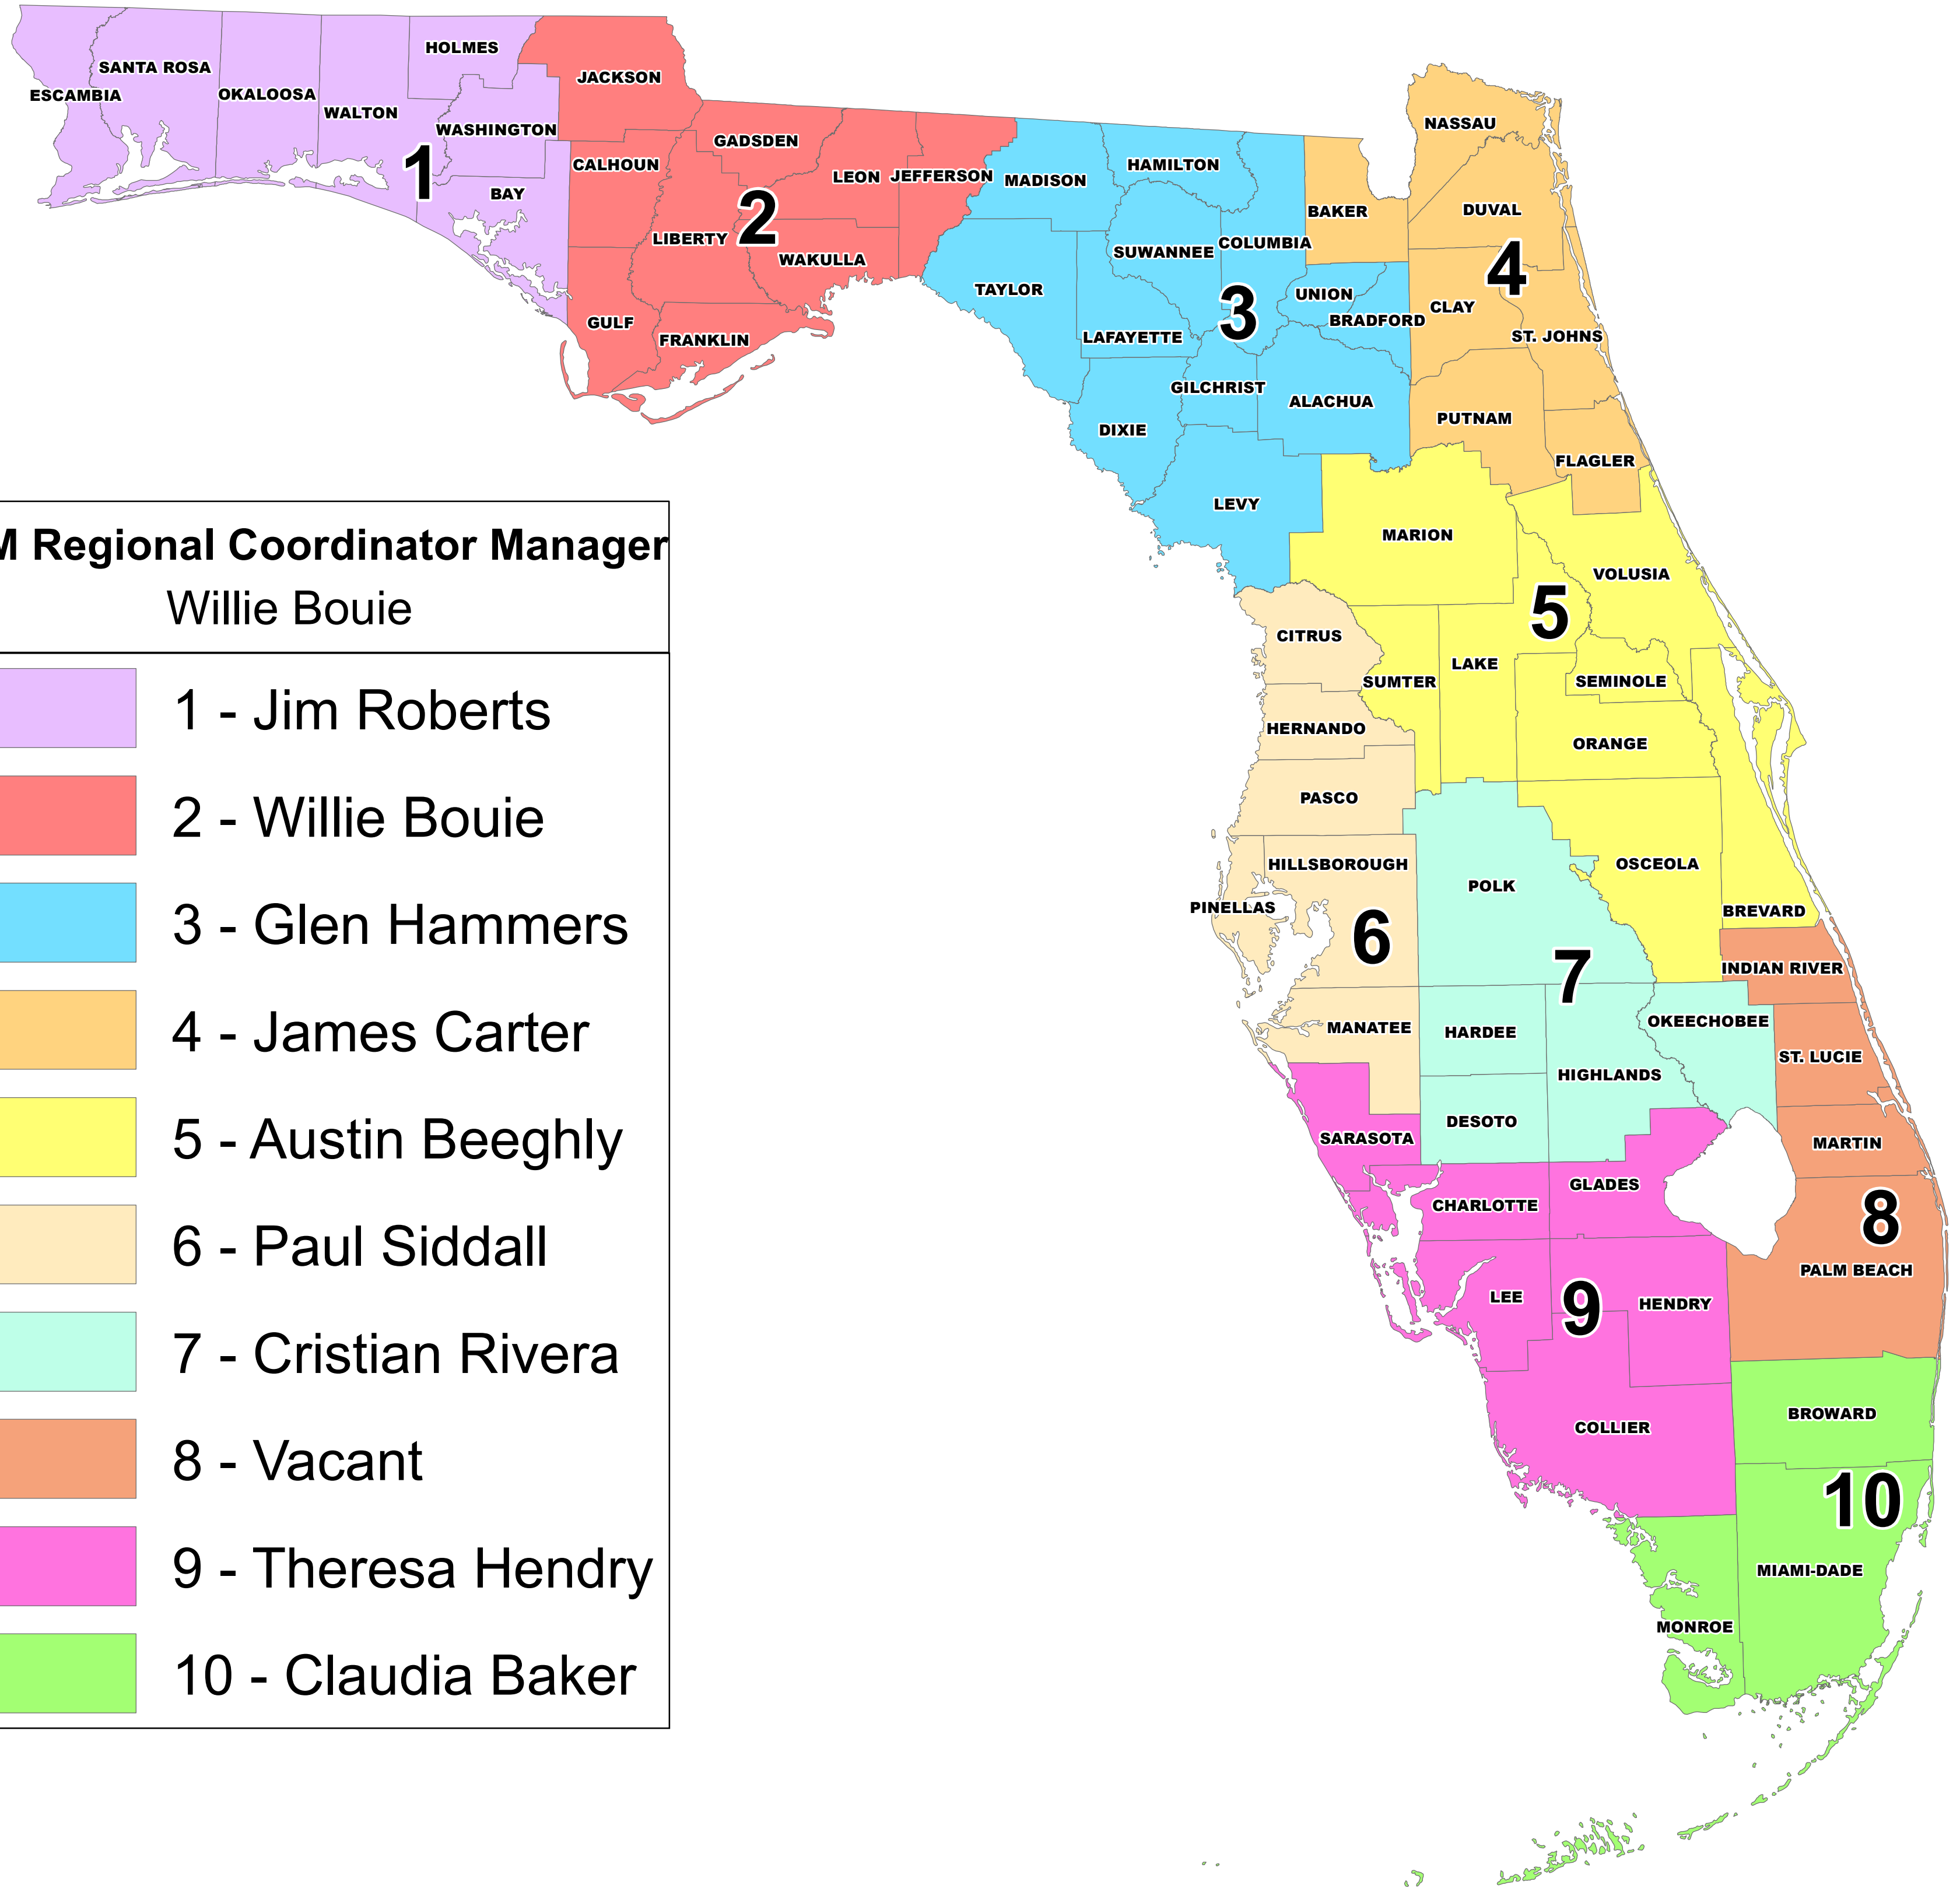 HOLMES
SANTA ROSA
JACKSON
ESCAMBIA
OKALOOSA
WALTON
WASHINGTON
1
BAY
CALHOUN
GADSDEN
LEON
JEFFERSON
2
LIBERTY
WAKULLA
GULF
FRANKLIN
MADISON
HAMILTON
TAYLOR
SUWANNEE
COLUMBIA
LAFAYETTE
3
UNION
BRADFORD
GILCHRIST
ALACHUA
DIXIE
LEVY
NASSAU
BAKER
DUVAL
4
CLAY
ST. JOHNS
PUTNAM
FLAGLER
MARION
VOLUSIA
5
CITRUS
SUMTER
LAKE
SEMINOLE
HERNANDO
ORANGE
PASCO
HILLSBOROUGH
POLK
OSCEOLA
PINELLAS
6
BREVARD
7
INDIAN RIVER
MANATEE
HARDEE
OKEECHOBEE
ST. LUCIE
HIGHLANDS
SARASOTA
DESOTO
MARTIN
CHARLOTTE
GLADES
8
PALM BEACH
LEE
9
HENDRY
COLLIER
BROWARD
10
MIAMI-DADE
MONROE
M Regional Coordinator Manager
Willie Bouie
1 - Jim Roberts
2 - Willie Bouie
3 - Glen Hammers
4 - James Carter
5 - Austin Beeghly
6 - Paul Siddall
7 - Cristian Rivera
8 - Vacant
9 - Theresa Hendry
10 - Claudia Baker